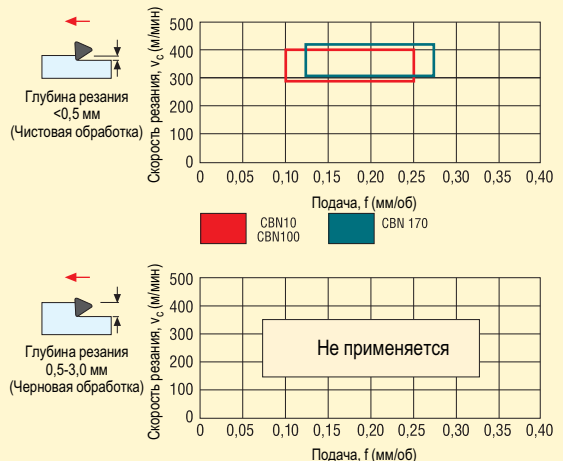 Глубина резания
<0,5 мм
(Чистовая обработка)
Скорость резания, vc (м/мин)
500
400
300
200
100
0
0 0,05 0,10 0,15 0,20 0,25 0,30 0,35 0,40
Подача, f (мм/об)
CBN10
CBN100
CBN 170
Глубина резания
0,5-3,0 мм
(Черновая обработка)
Скорость резания, vc (м/мин)
500
400
300
200
100
0
Не применяется
0 0,05 0,10 0,15 0,20 0,25 0,30 0,35 0,40
Подача, f (мм/об)